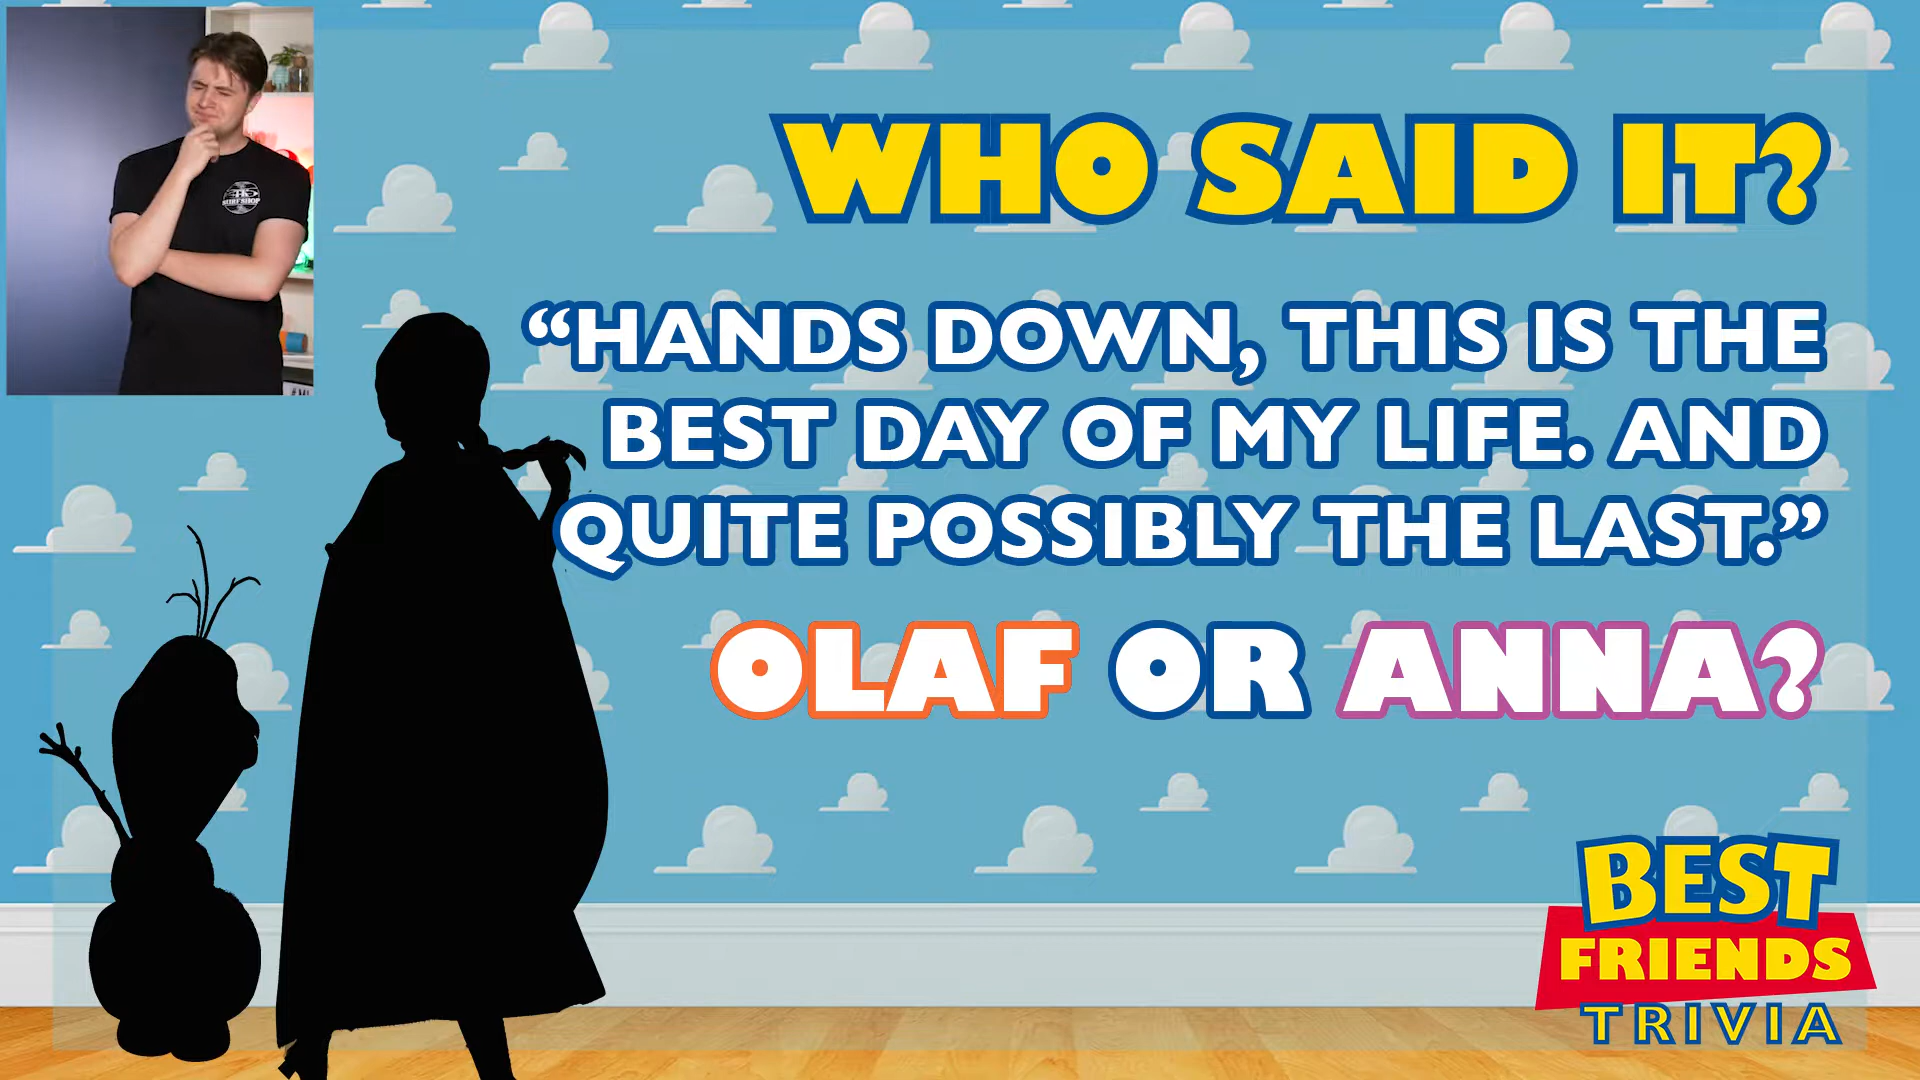 WHO SAID IT?
“HANDS DOWN, THIS IS THE
BEST DAY OF MY LIFE. AND
QUITE POSSIBLY THE LAST.”
OLAF OR ANNA?
BEST
FRIENDS
TRIVIA